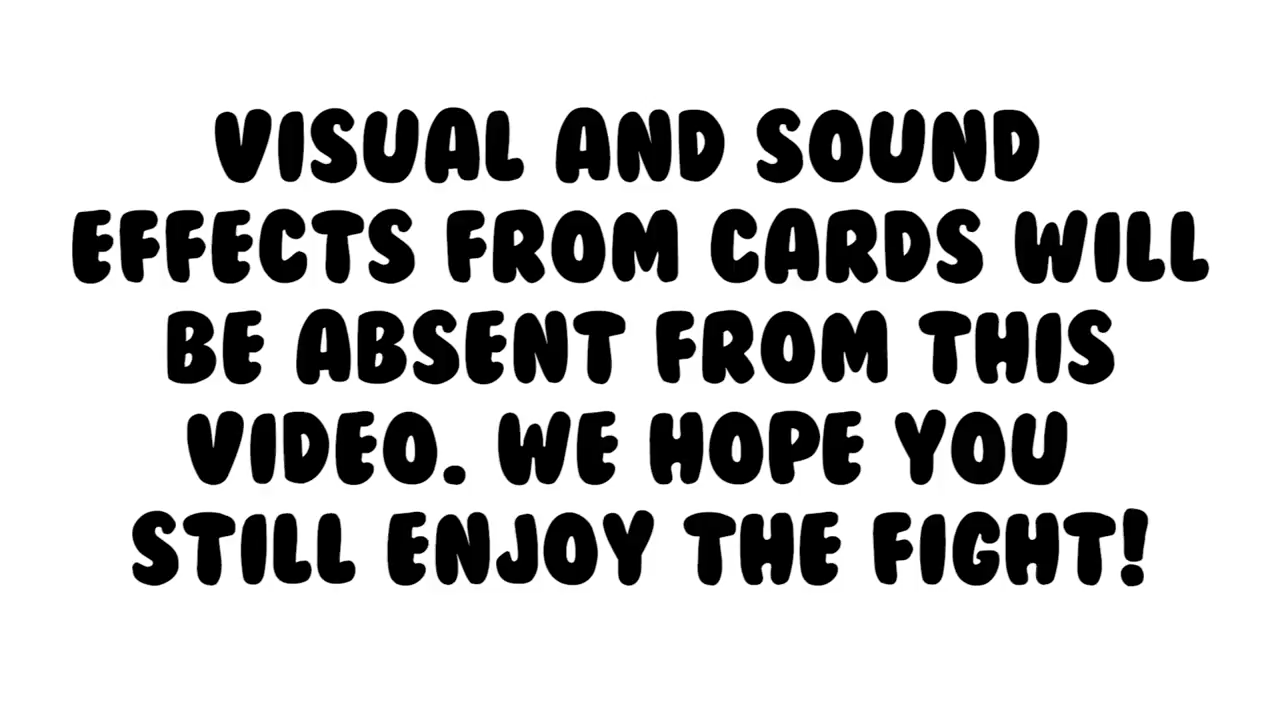 VISUAL AND SOUND
EFFECTS FROM CARDS WILL
BE ABSENT FROM THIS
VIDEO. WE HOPE YOU
STILL ENJOY THE FIGHT!